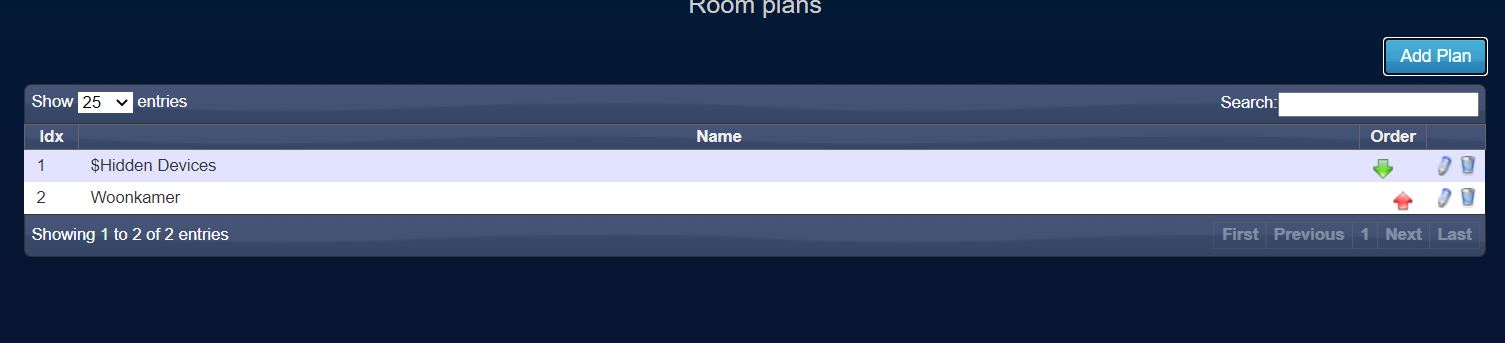 Room plans
Add Plan
Show 25 entries Search:
Idx Name Order
1 $Hidden Devices
2 Woonkamer
Showing 1 to 2 of 2 entries First Previous 1 Next Last